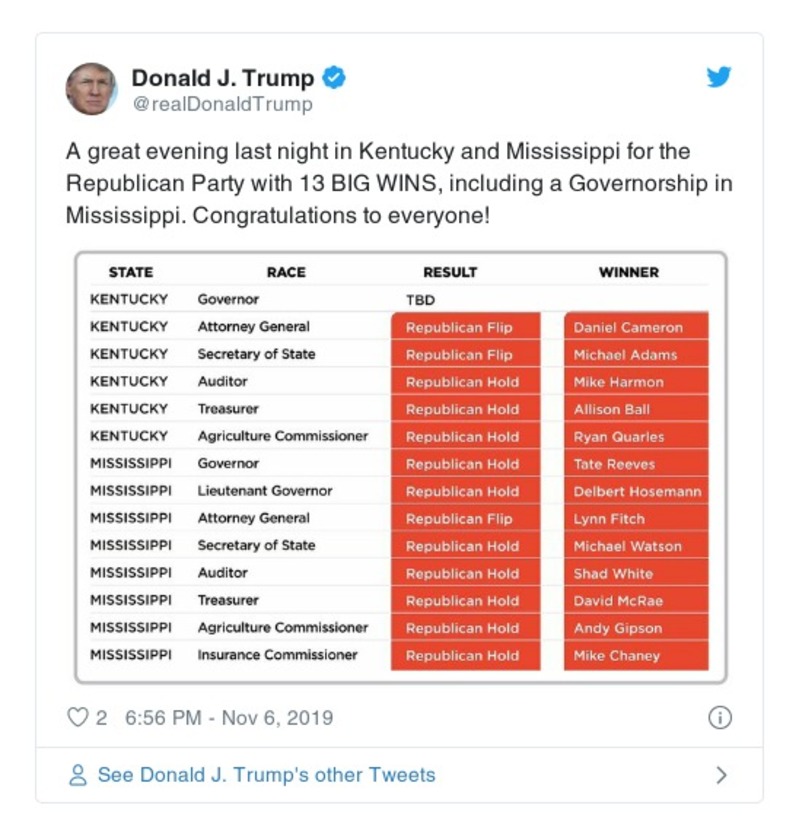 Donald J. Trump
@realDonaldTrump
A great evening last night in Kentucky and Mississippi for the
Republican Party with 13 BIG WINS, including a Governorship in
Mississippi. Congratulations to everyone!
STATE RACE RESULT WINNER
KENTUCKY Governor TBD
KENTUCKY Attorney General Republican Flip Daniel Cameron
KENTUCKY Secretary of State Republican Flip Michael Adams
KENTUCKY Auditor Republican Hold Mike Harmon
KENTUCKY Treasurer Republican Hold Allison Ball
KENTUCKY Agriculture Commissioner Republican Hold Ryan Quarles
MISSISSIPPI Governor Republican Hold Tate Reeves
MISSISSIPPI Lieutenant Governor Republican Hold Delbert Hosemann
MISSISSIPPI Attorney General Republican Flip Lynn Fitch
MISSISSIPPI Secretary of State Republican Hold Michael Watson
MISSISSIPPI Auditor Republican Hold Shad White
MISSISSIPPI Treasurer Republican Hold David McRae
MISSISSIPPI Agriculture Commissioner Republican Hold Andy Gipson
MISSISSIPPI Insurance Commissioner Republican Hold Mike Chaney
2 6:56 PM - Nov 6, 2019
See Donald J. Trump's other Tweets